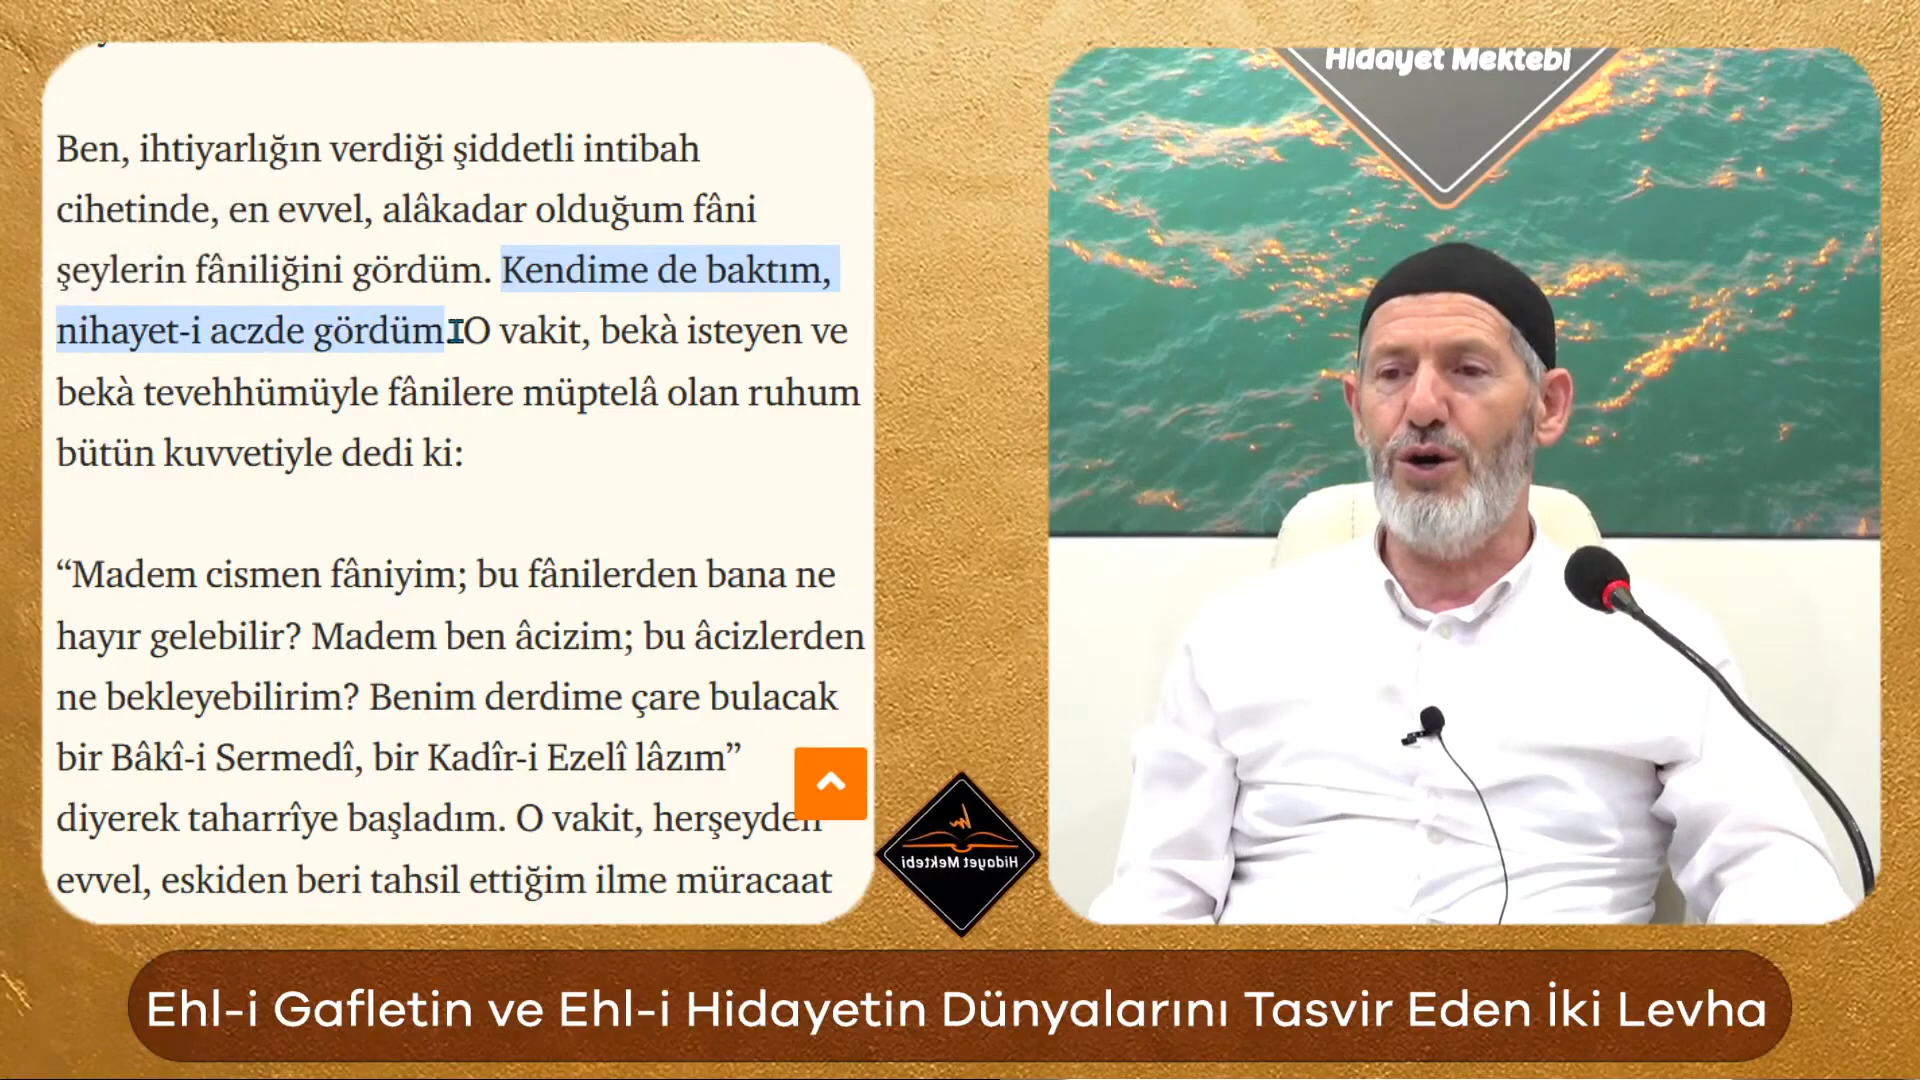 Ben, ihtiyarlığın verdiği şiddetli intibah
cihetinde, en evvel, alâkadar olduğum fâni
şeylerin fâniliğini gördüm. Kendime de baktım,
nihayet-i aczde gördüm. O vakit, bekà isteyen ve
bekà tevehhümüyle fânilere müptelâ olan ruhum
bütün kuvvetiyle dedi ki:
“Madem cismen fâniyim; bu fânilerden bana ne
hayır gelebilir? Madem ben âcizim; bu âcizlerden
ne bekleyebilirim? Benim derdime çare bulacak
bir Bâkî-i Sermedî, bir Kadîr-i Ezelî lâzım”
diyerek taharrîye başladım. O vakit, herşeyden
evvel, eskiden beri tahsil ettiğim ilme müracaat
Hidayet Mektebi
Hidayet Mektebi
Ehl-i Gafletin ve Ehl-i Hidayetin Dünyalarını Tasvir Eden İki Levha